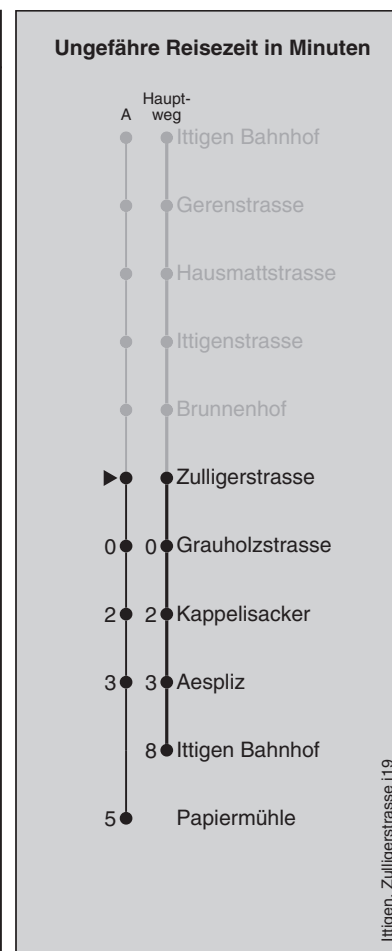 Ungefähre Reisezeit in Minuten
A
Haupt-
weg
Ittigen Bahnhof
Gerenstrasse
Hausmattstrasse
Ittigenstrasse
Brunnenhof
Zulligerstrasse
0 0 Grauholzstrasse
2 2 Kappelisacker
3 3 Aespliz
8 Ittigen Bahnhof
5 Papiermühle
Ittigen, Zulligerstrasse j19